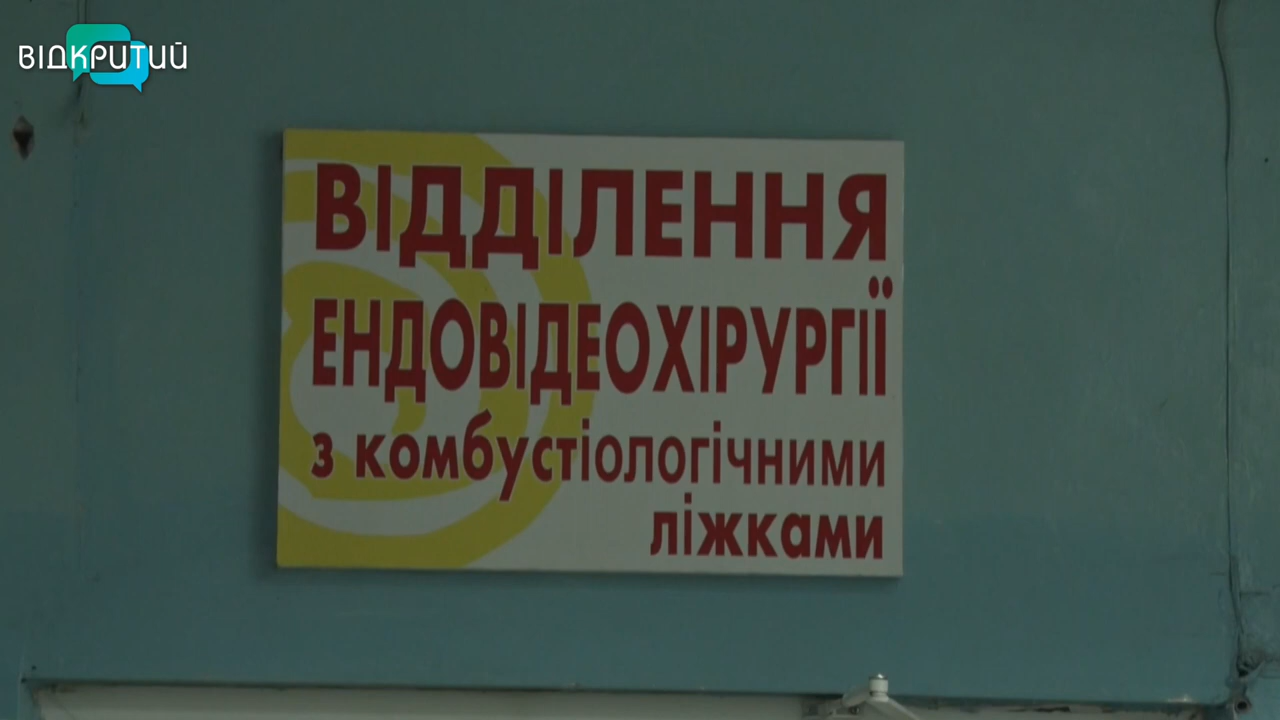 ВІДКРИТИЙ
ВІДДІЛЕННЯ
ЕНДОВІДЕОХІРУРГІЇ
з комбустіологічними
ліжками